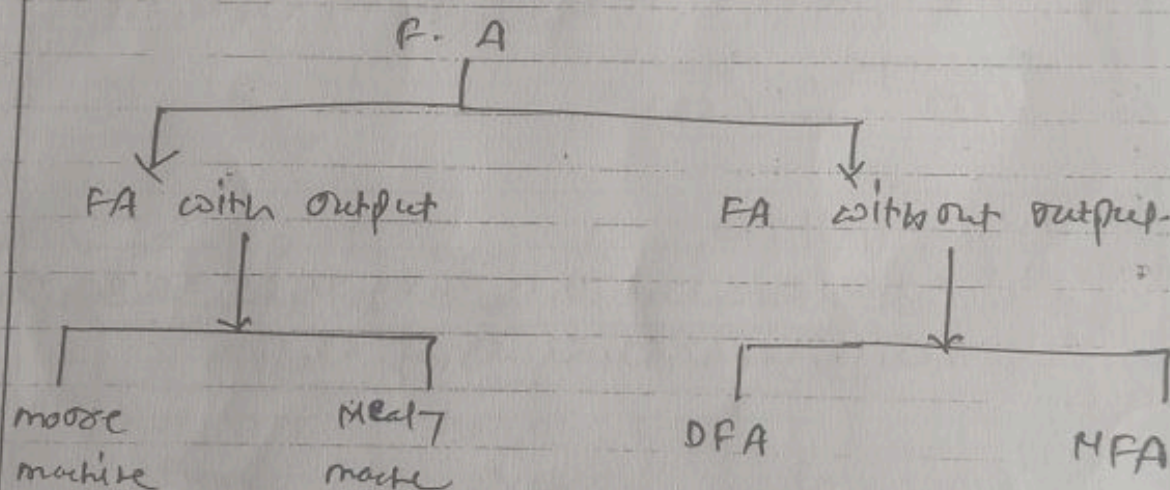 F. A
FA with output FA without output
moore Mealy DFA NFA
machine mache